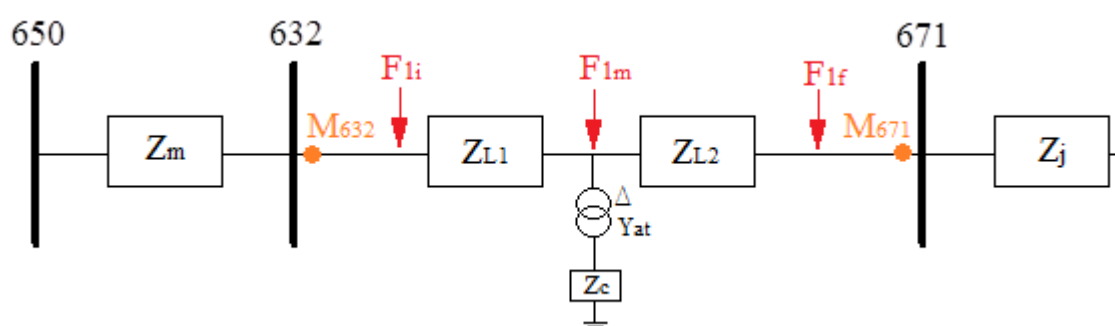 650
632
671
F1i
F1m
F1f
M632
M671
Zm
ZL1
ZL2
Zj
Δ
Yat
Zc